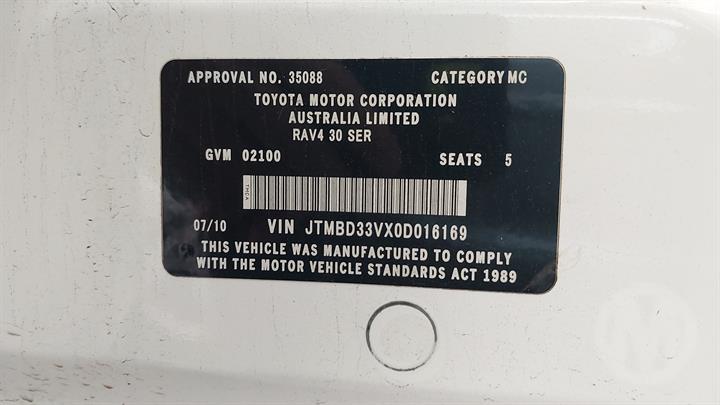 APPROVAL NO. 35088 CATEGORY MC
TOYOTA MOTOR CORPORATION
AUSTRALIA LIMITED
RAV4 30 SER
GVM 02100 SEATS 5
TMCA
07/10 VIN JTMBD33VX0D016169
THIS VEHICLE WAS MANUFACTURED TO COMPLY
WITH THE MOTOR VEHICLE STANDARDS ACT 1989
M